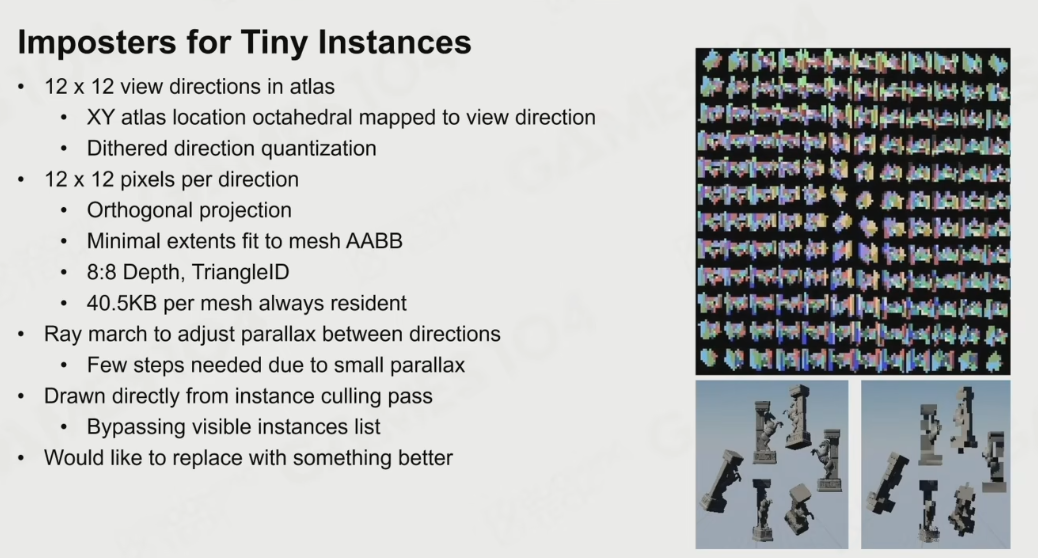 Imposters for Tiny Instances
• 12 x 12 view directions in atlas
• XY atlas location octahedral mapped to view direction
• Dithered direction quantization
• 12 x 12 pixels per direction
• Orthogonal projection
• Minimal extents fit to mesh AABB
• 8:8 Depth, TriangleID
• 40.5KB per mesh always resident
• Ray march to adjust parallax between directions
• Few steps needed due to small parallax
• Drawn directly from instance culling pass
• Bypassing visible instances list
• Would like to replace with something better